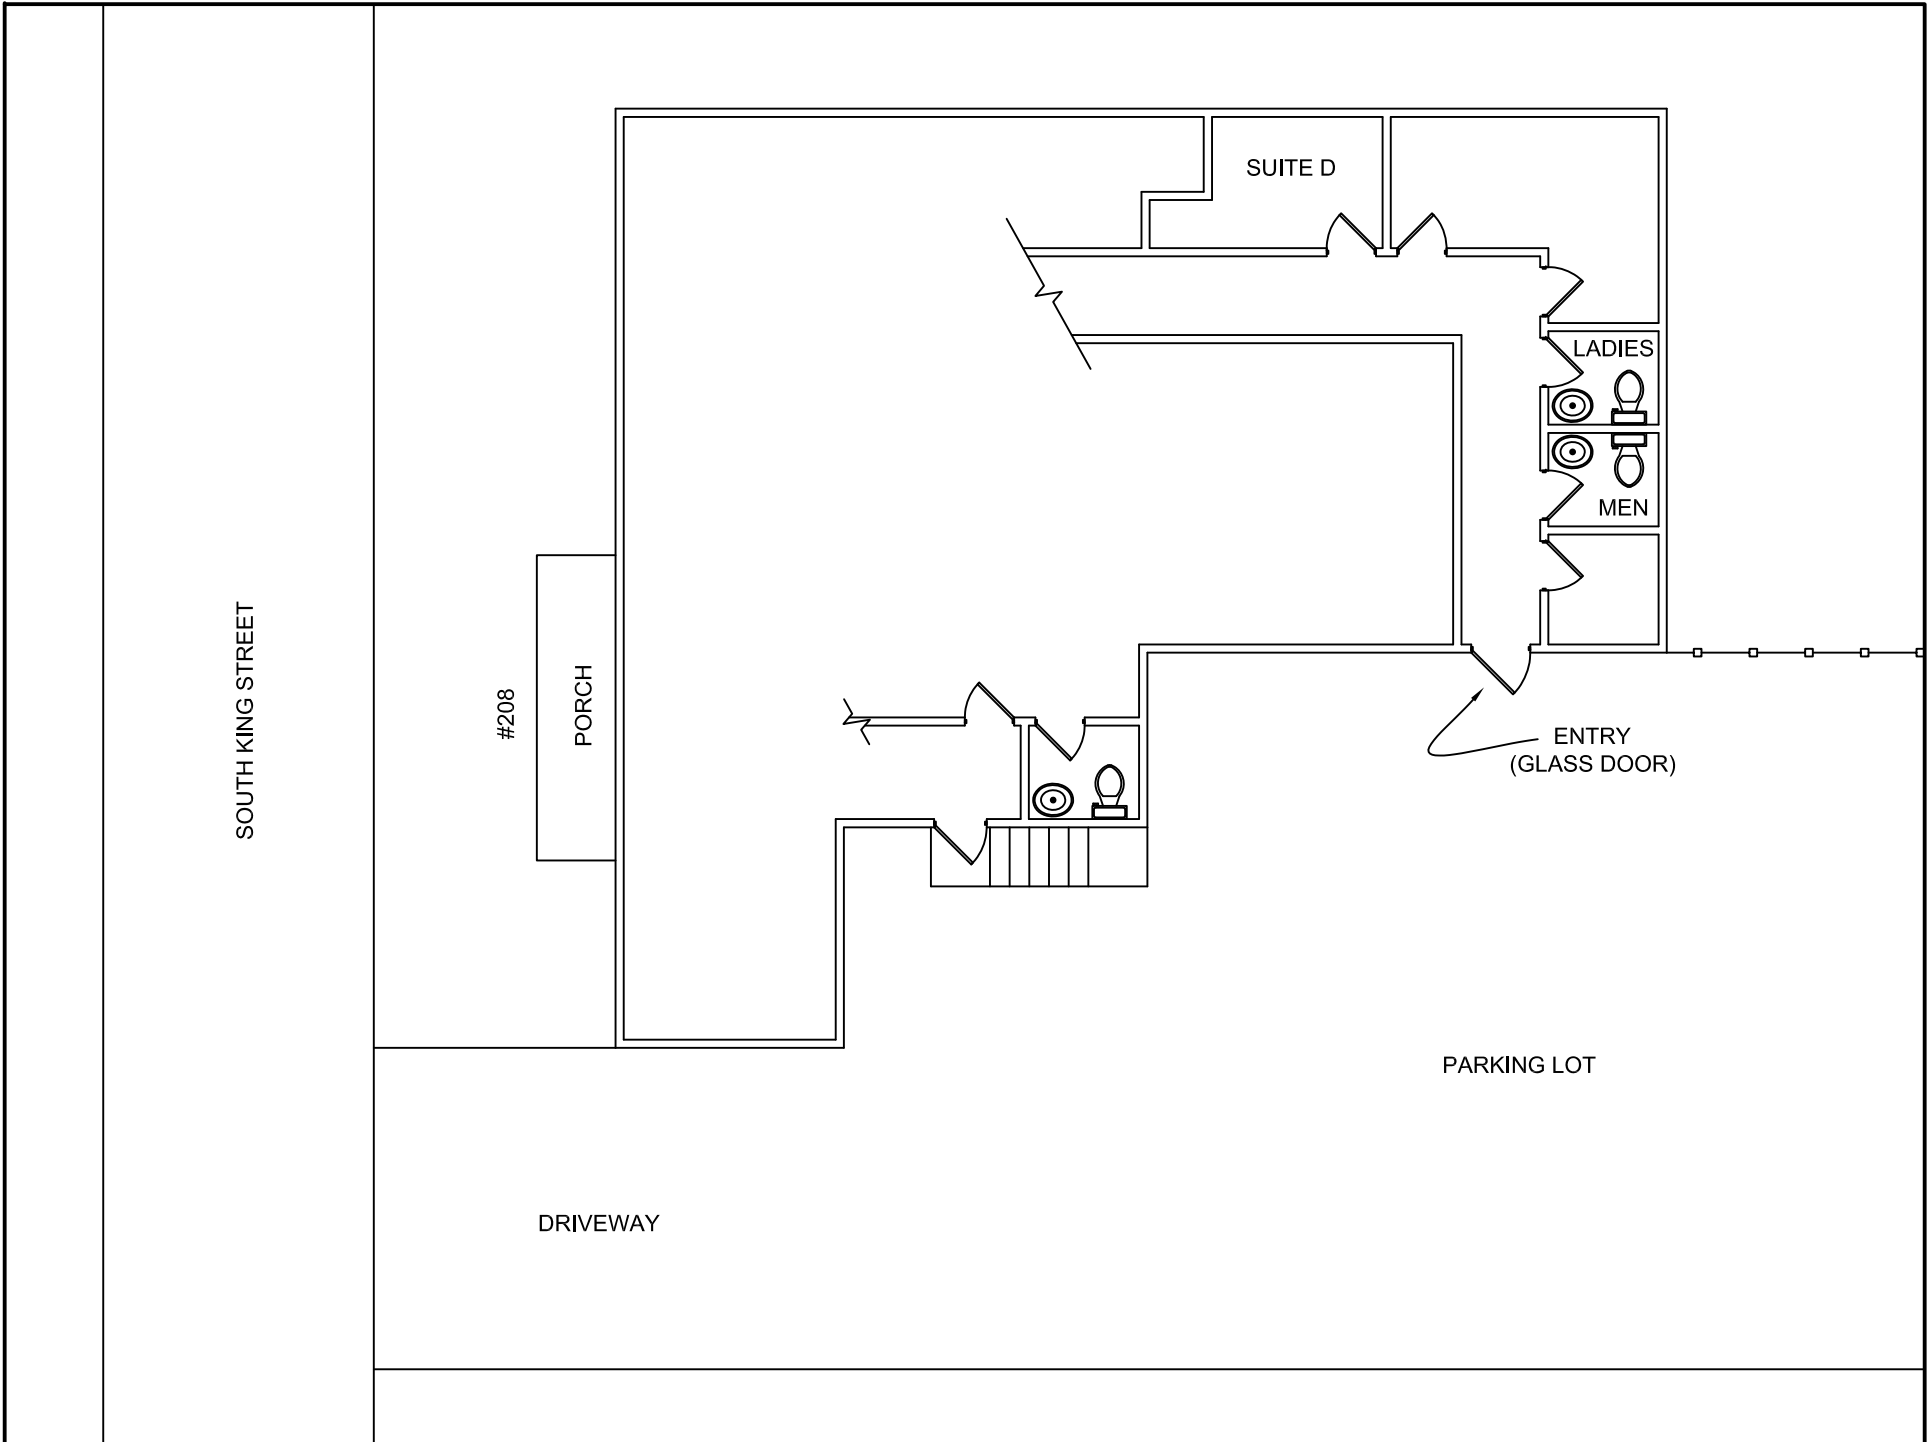 SUITE D
LADIES
MEN
SOUTH KING STREET
#208
PORCH
ENTRY
(GLASS DOOR)
PARKING LOT
DRIVEWAY